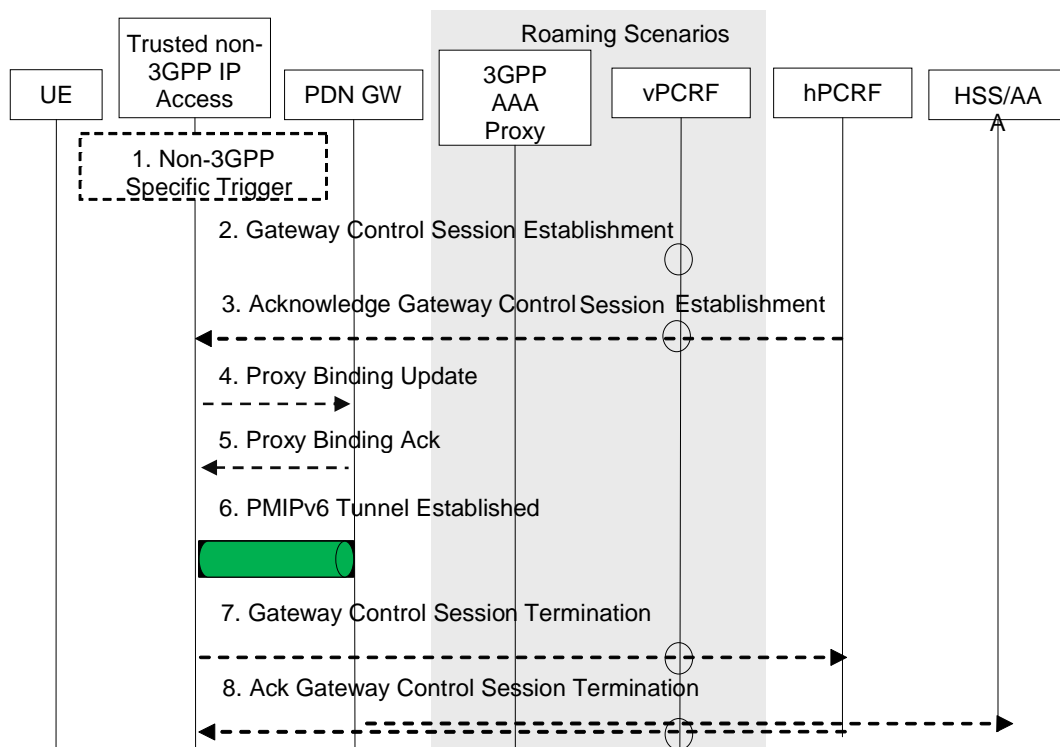 Roaming Scenarios
UE
Trusted non-
3GPP IP
Access
PDN GW
3GPP
AAA
Proxy
vPCRF
hPCRF
HSS/AA
A
1. Non-3GPP
Specific Trigger
2. Gateway Control Session Establishment
3. Acknowledge Gateway Control Session Establishment
4. Proxy Binding Update
5. Proxy Binding Ack
6. PMIPv6 Tunnel Established
7. Gateway Control Session Termination
8. Ack Gateway Control Session Termination